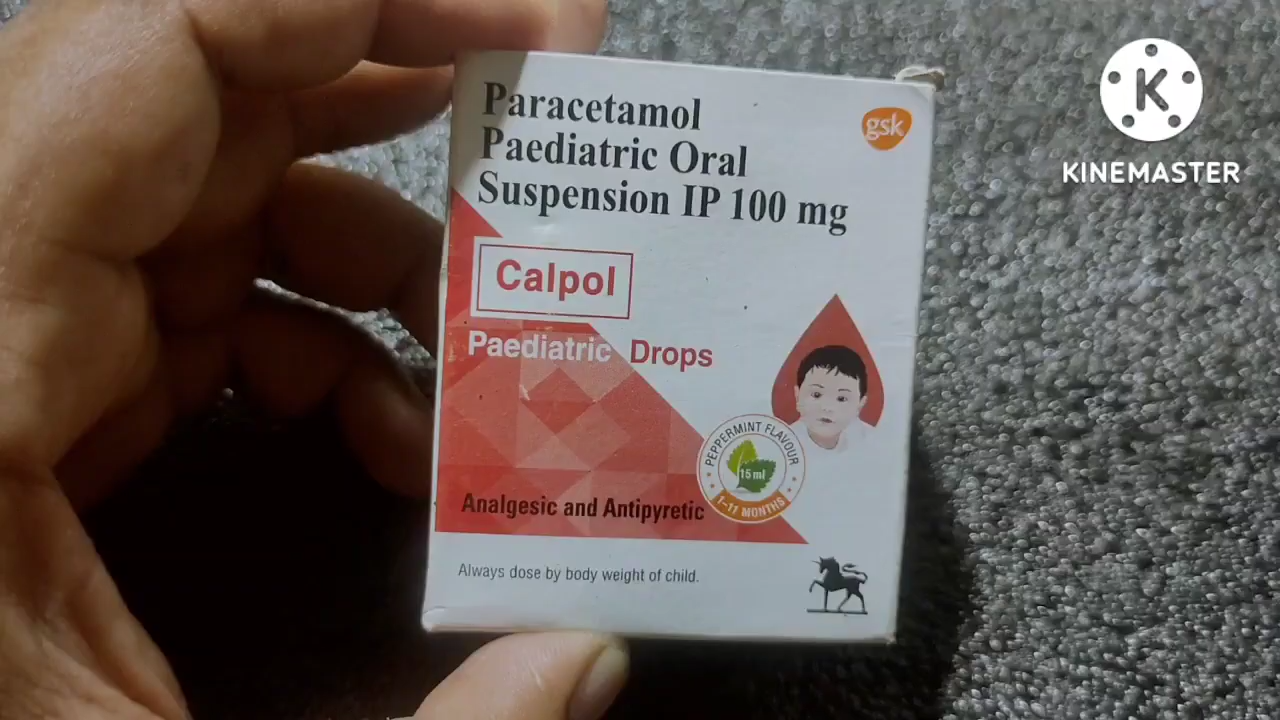 Paracetamol
Paediatric Oral
Suspension IP 100 mg
gsk
K
KINEMASTER
Calpol
Paediatric Drops
PEPPERMINT FLAVOUR
15 ml
1-11 MONTHS
Analgesic and Antipyretic
Always dose by body weight of child.